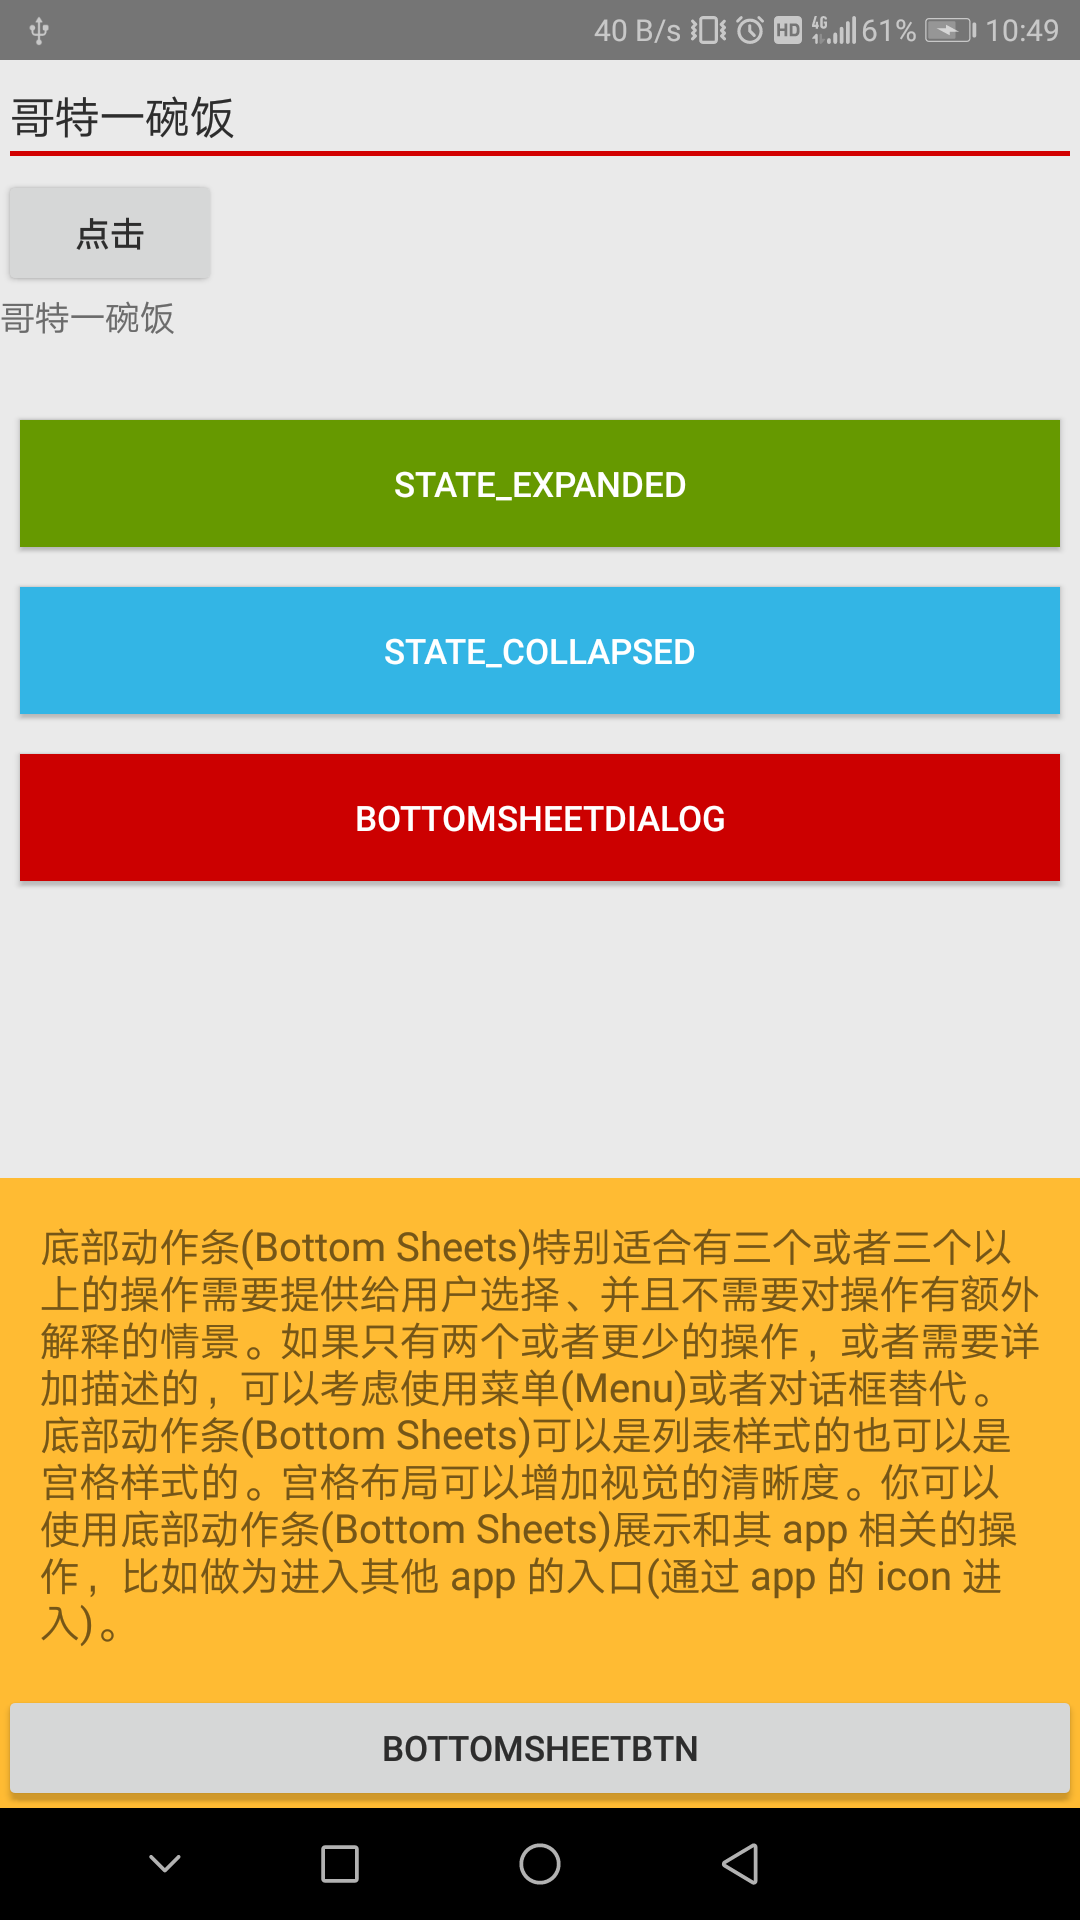 40 B/s HD 4G 1 61% 10:49
哥特一碗饭
点击
哥特一碗饭
STATE_EXPANDED
STATE_COLLAPSED
BOTTOMSHEETDIALOG
底部动作条(Bottom Sheets)特别适合有三个或者三个以
上的操作需要提供给用户选择、并且不需要对操作有额外
解释的情景。如果只有两个或者更少的操作，或者需要详
加描述的，可以考虑使用菜单(Menu)或者对话框替代。
底部动作条(Bottom Sheets)可以是列表样式的也可以是
宫格样式的。宫格布局可以增加视觉的清晰度。你可以
使用底部动作条(Bottom Sheets)展示和其 app 相关的操
作，比如做为进入其他 app 的入口(通过 app 的 icon 进
入)。
BOTTOMSHEETBTN